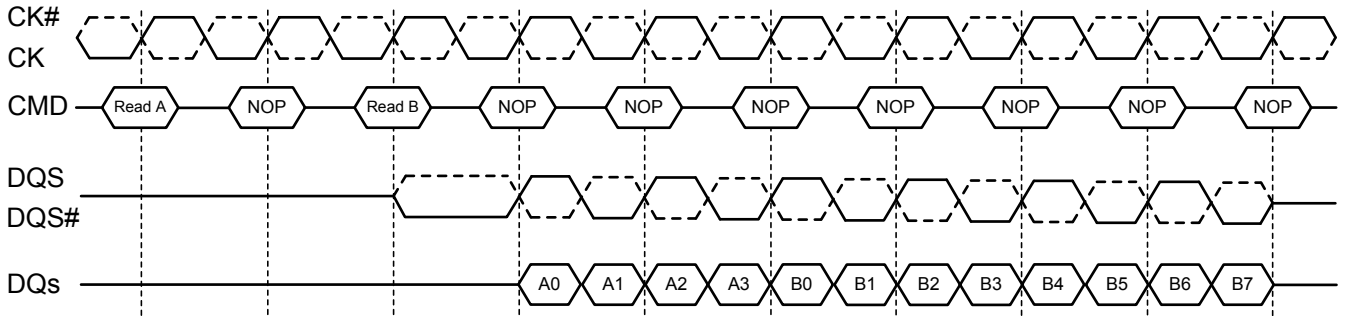 CK#
CK
CMD Read A NOP Read B NOP NOP NOP NOP NOP NOP NOP
DQS
DQS#
DQs A0 A1 A2 A3 B0 B1 B2 B3 B4 B5 B6 B7